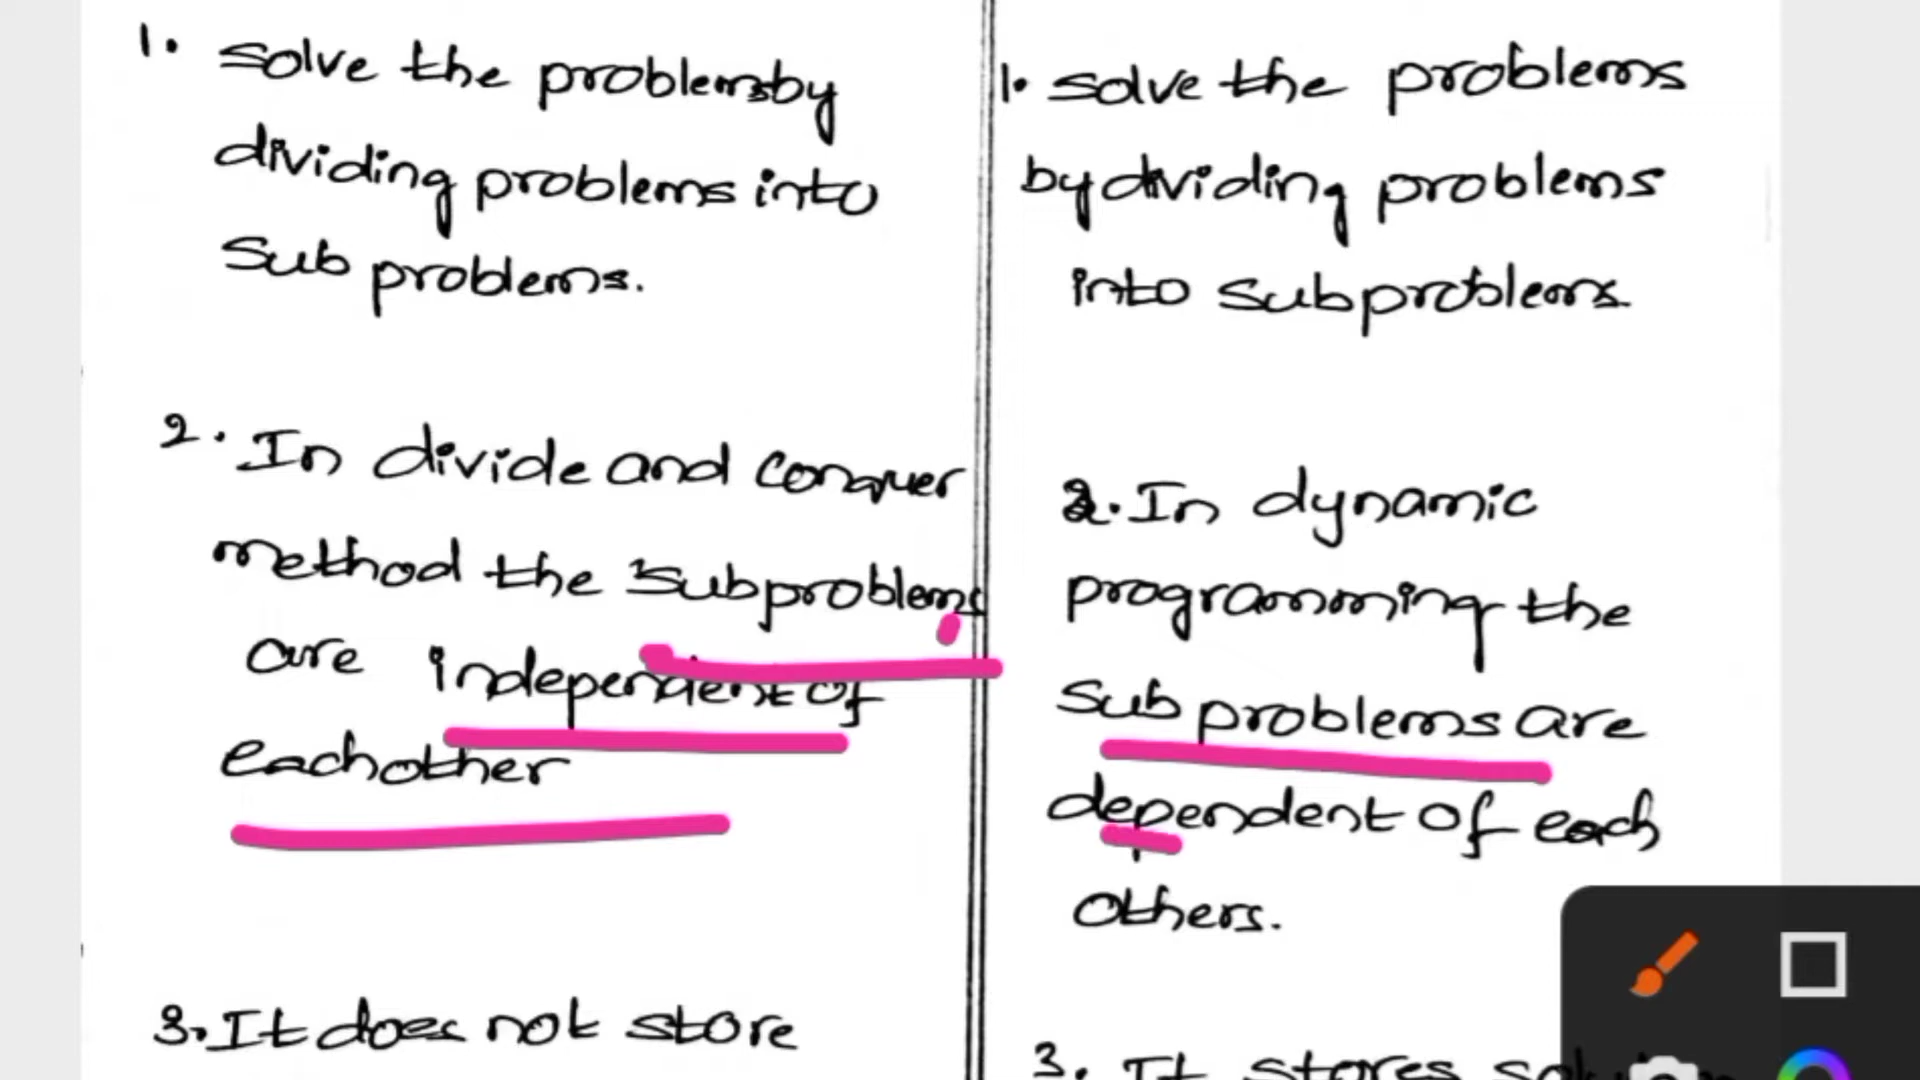 1. Solve the problems by
dividing problems into
Sub problems.
2. In divide and conquer
method the Subproblems
are independent of
eachother
3. It does not store
1. Solve the problems
by dividing problems
into subproblems.
2. In dynamic
programming the
Sub problems are
dependent of each
others.
3. It stores